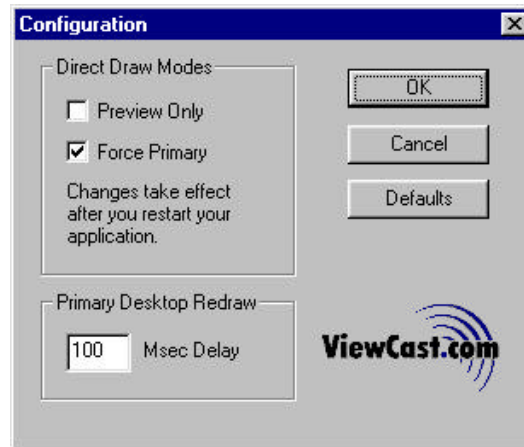 Configuration
Direct Draw Modes
Preview Only
Force Primary
Changes take effect
after you restart your
application.
OK
Cancel
Defaults
Primary Desktop Redraw
100 Msec Delay
ViewCast.com